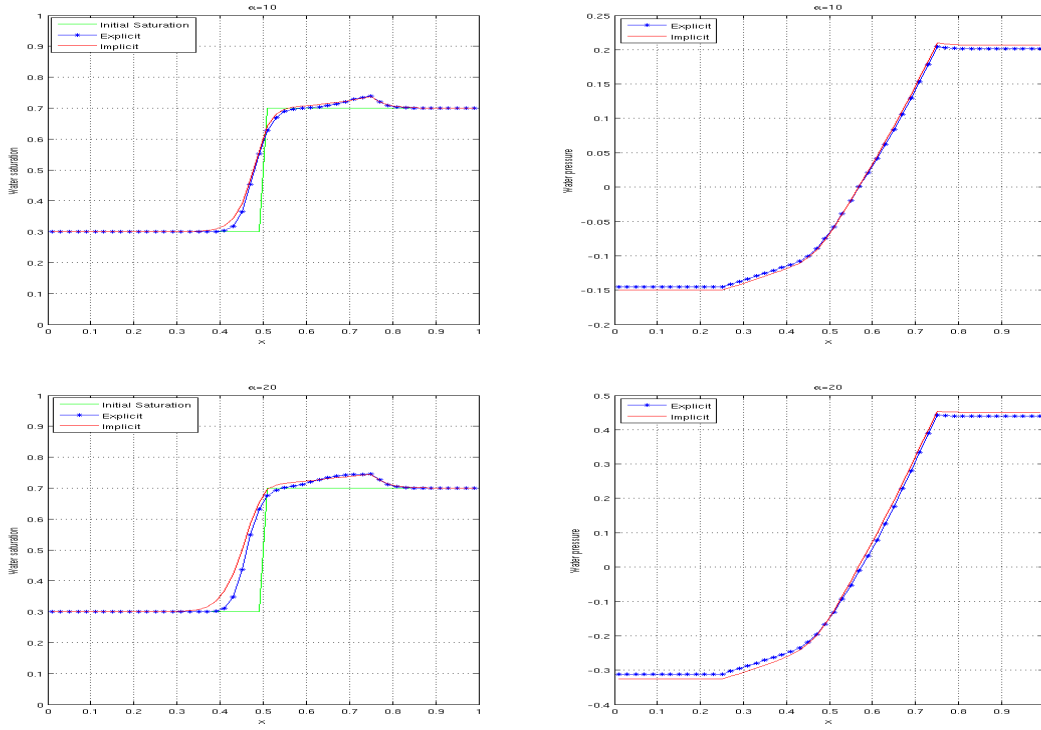 α=10
1
0.9
0.8
0.7
0.6
0.5
0.4
0.3
0.2
0.1
0
Water saturation
Initial Saturation
Explicit
Implicit
0 0.1 0.2 0.3 0.4 0.5 0.6 0.7 0.8 0.9 1
X
α=10
0.25
0.2
0.15
0.1
0.05
0
−0.05
−0.1
−0.15
−0.2
Water pressure
Explicit
Implicit
0 0.1 0.2 0.3 0.4 0.5 0.6 0.7 0.8 0.9
X
α=20
1
0.9
0.8
0.7
0.6
0.5
0.4
0.3
0.2
0.1
0
Water saturation
Initial Saturation
Explicit
Implicit
0 0.1 0.2 0.3 0.4 0.5 0.6 0.7 0.8 0.9 1
X
α=20
0.5
0.4
0.3
0.2
0.1
0
−0.1
−0.2
−0.3
−0.4
Water pressure
Explicit
Implicit
0 0.1 0.2 0.3 0.4 0.5 0.6 0.7 0.8 0.9
X